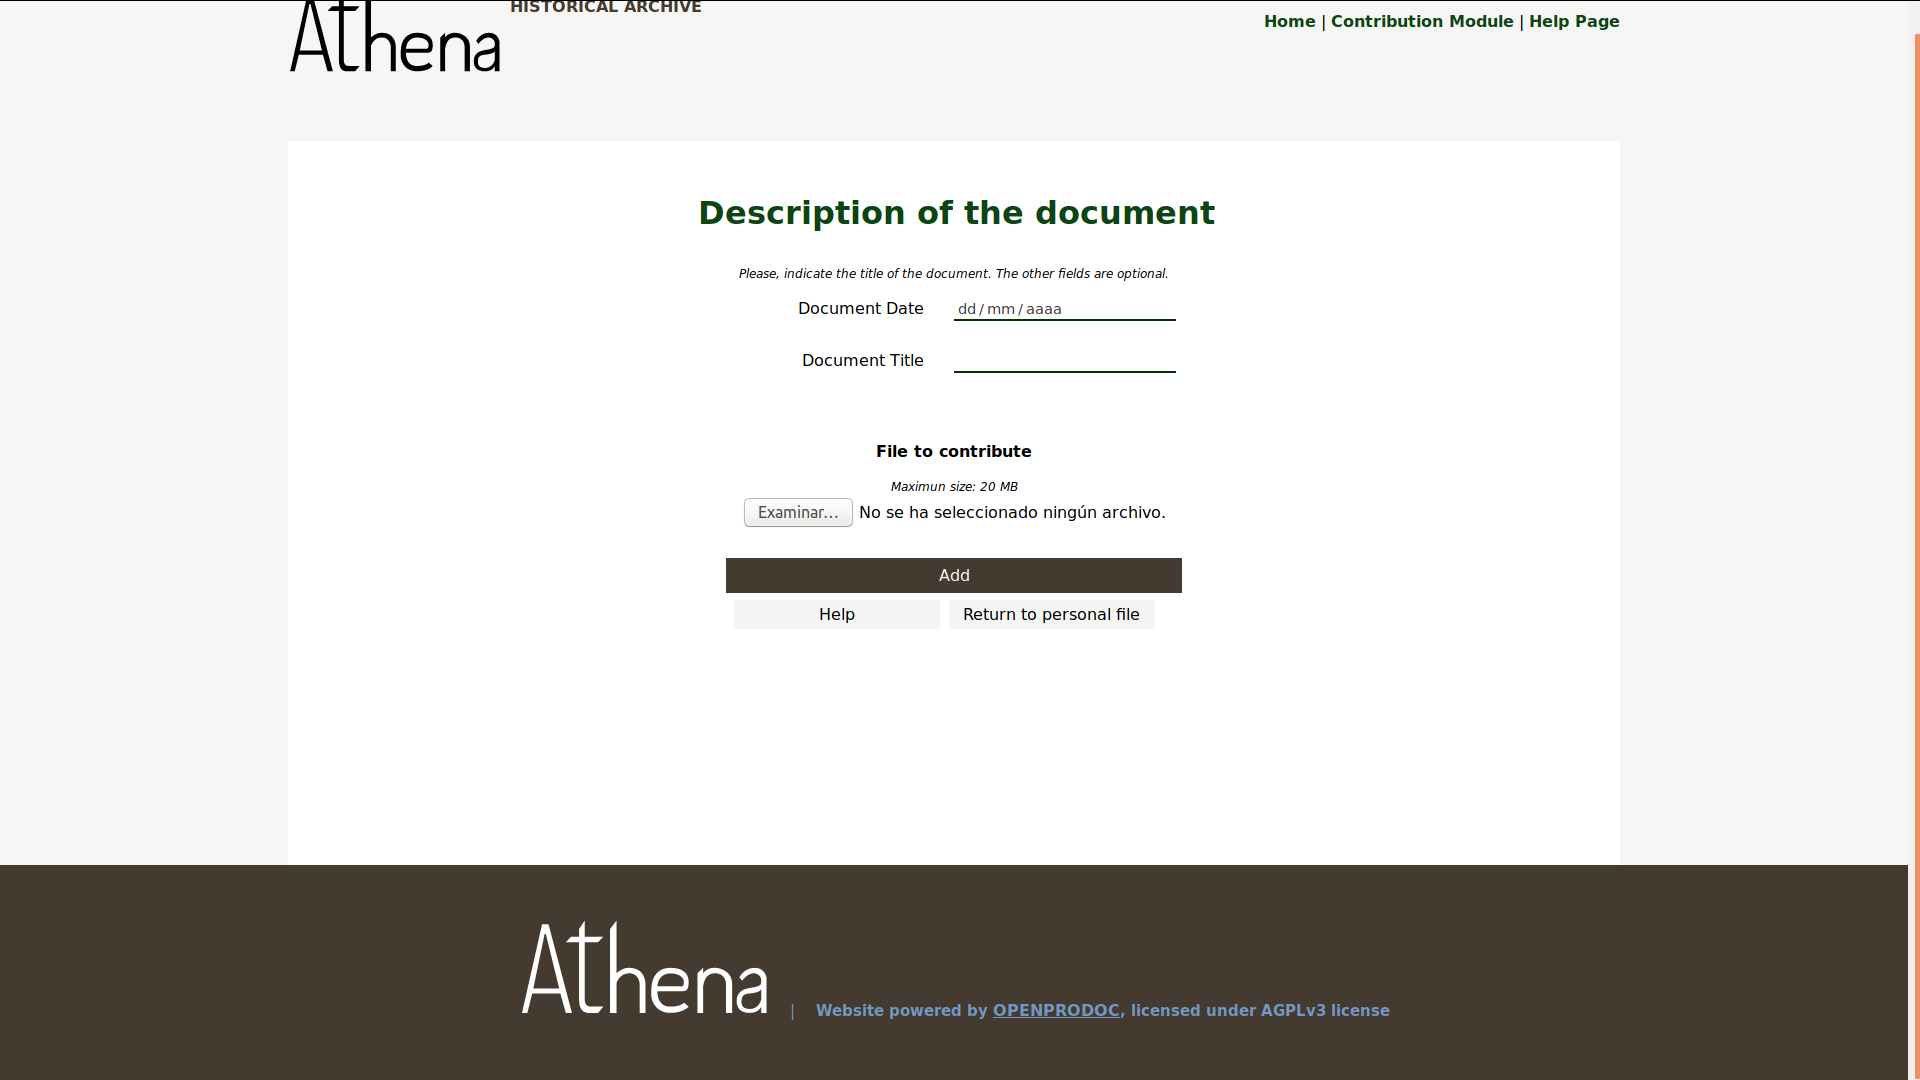 Athena
HISTORICAL ARCHIVE
Home | Contribution Module | Help Page
Description of the document
Please, indicate the title of the document. The other fields are optional.
Document Date dd / mm / aaaa
Document Title
File to contribute
Maximun size: 20 MB
Examinar... No se ha seleccionado ningún archivo.
Add
Help Return to personal file
Athena | Website powered by OPENPRODOC, licensed under AGPLv3 license